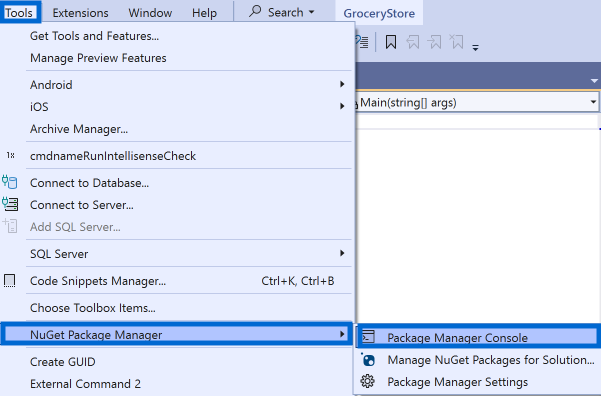 Tools Extensions Window Help Search GroceryStore
Get Tools and Features...
Manage Preview Features
Android
iOS
Main(string[] args)
Archive Manager...
1x cmdnameRunIntellisenseCheck
Connect to Database...
Connect to Server...
Add SQL Server...
SQL Server
Code Snippets Manager... Ctrl+K, Ctrl+B
Choose Toolbox Items...
NuGet Package Manager
Package Manager Console
Create GUID
Manage NuGet Packages for Solution...
External Command 2
Package Manager Settings